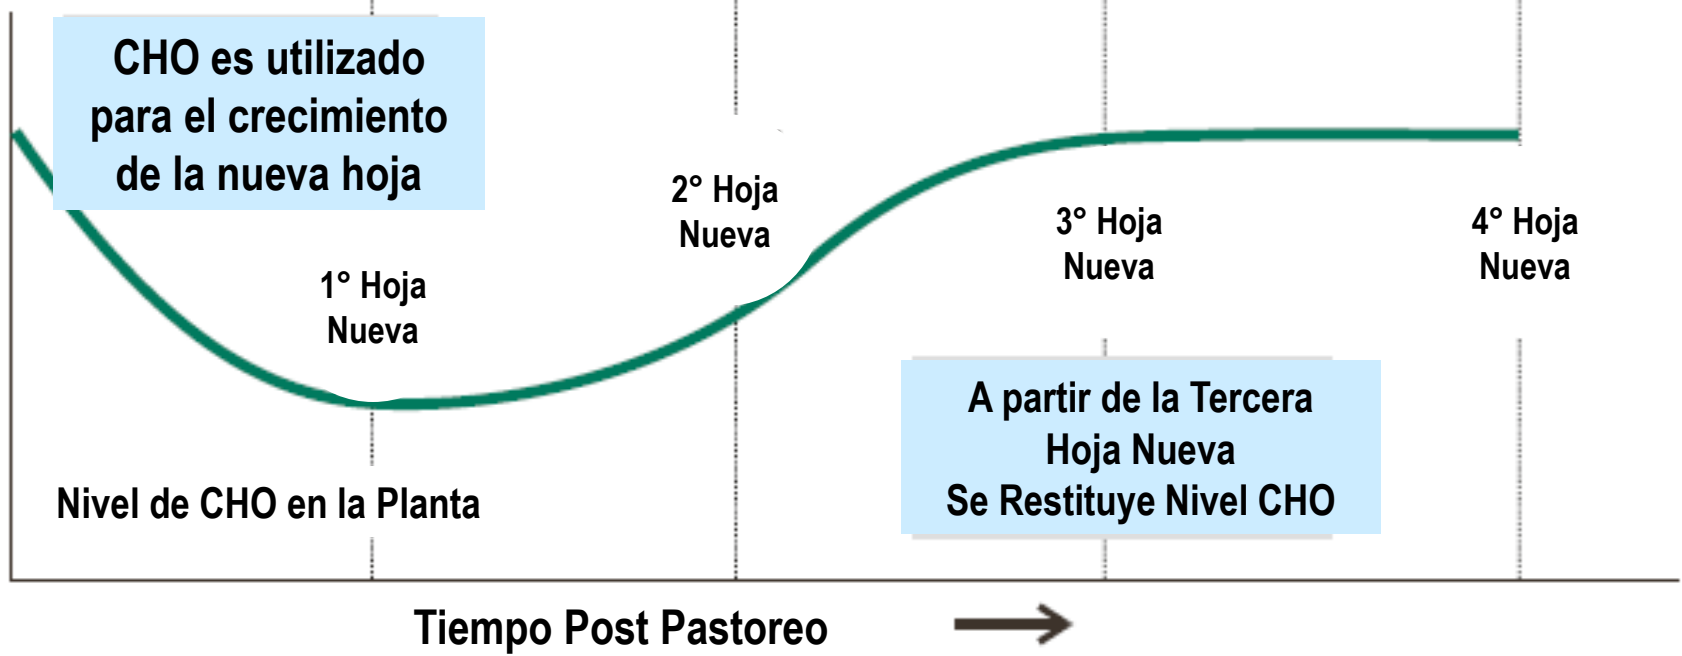 CHO es utilizado
para el crecimiento
de la nueva hoja
2° Hoja
Nueva
3° Hoja
Nueva
4° Hoja
Nueva
1° Hoja
Nueva
A partir de la Tercera
Hoja Nueva
Se Restituye Nivel CHO
Nivel de CHO en la Planta
Tiempo Post Pastoreo